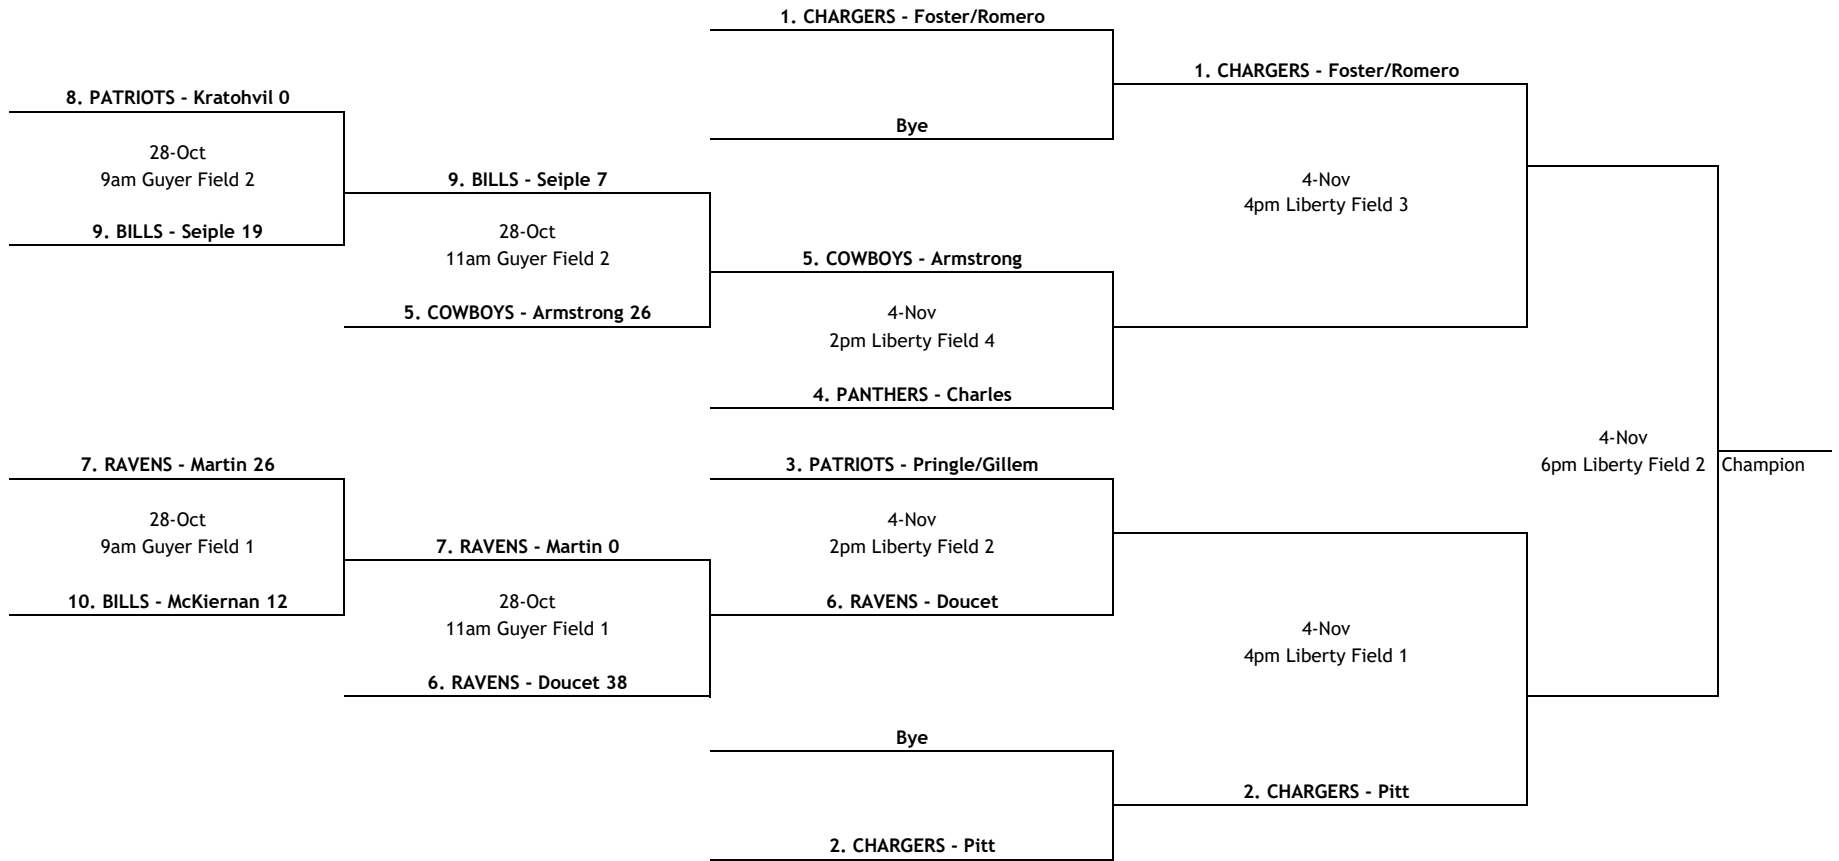 1. CHARGERS - Foster/Romero
1. CHARGERS - Foster/Romero
8. PATRIOTS - Kratohvil 0
Bye
28-Oct
9am Guyer Field 2
9. BILLS - Seiple 7
4-Nov
4pm Liberty Field 3
9. BILLS - Seiple 19
28-Oct
11am Guyer Field 2
5. COWBOYS - Armstrong
5. COWBOYS - Armstrong 26
4-Nov
2pm Liberty Field 4
4. PANTHERS - Charles
4-Nov
6pm Liberty Field 2
Champion
7. RAVENS - Martin 26
3. PATRIOTS - Pringle/Gillem
28-Oct
9am Guyer Field 1
4-Nov
2pm Liberty Field 2
7. RAVENS - Martin 0
10. BILLS - McKiernan 12
28-Oct
11am Guyer Field 1
6. RAVENS - Doucet
4-Nov
4pm Liberty Field 1
6. RAVENS - Doucet 38
Bye
2. CHARGERS - Pitt
2. CHARGERS - Pitt